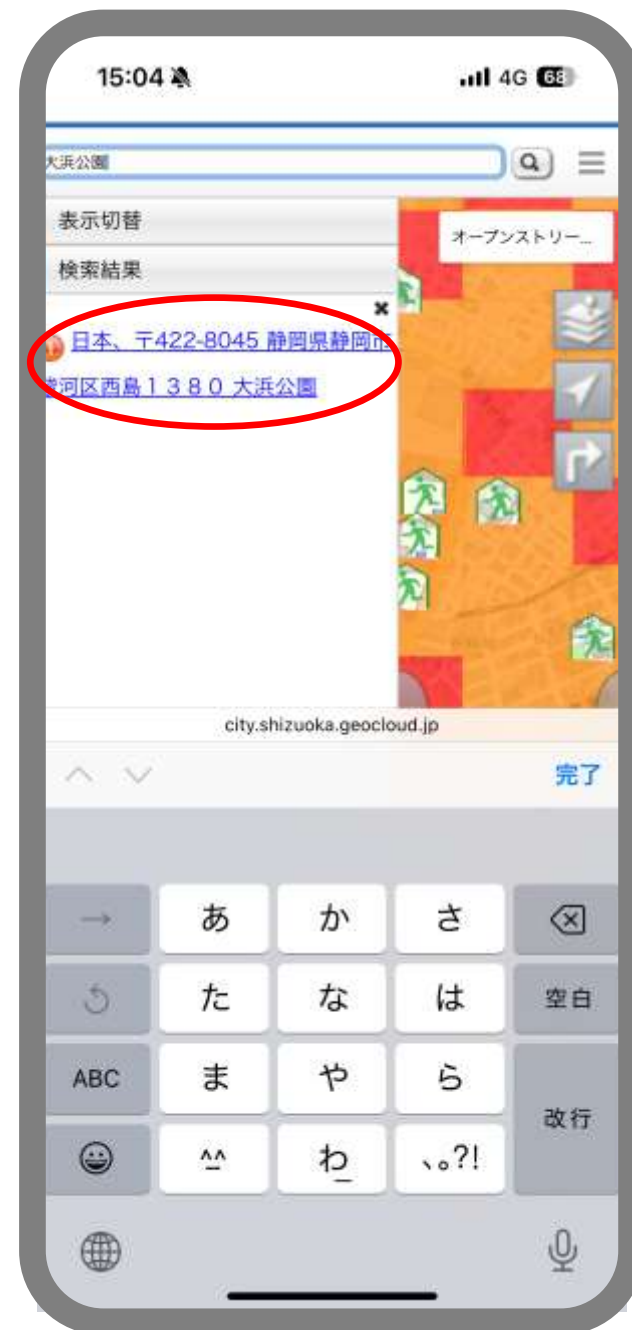 15:04
4G 68
大浜公園
表示切替
オープンストリー...
検索結果
日本、〒422-8045 静岡県静岡市
駿河区西島1380 大浜公園
city.shizuoka.geocloud.jp
完了
→ あ か さ
た な は 空白
ABC ま や ら
改行
^^ わ 、。?!